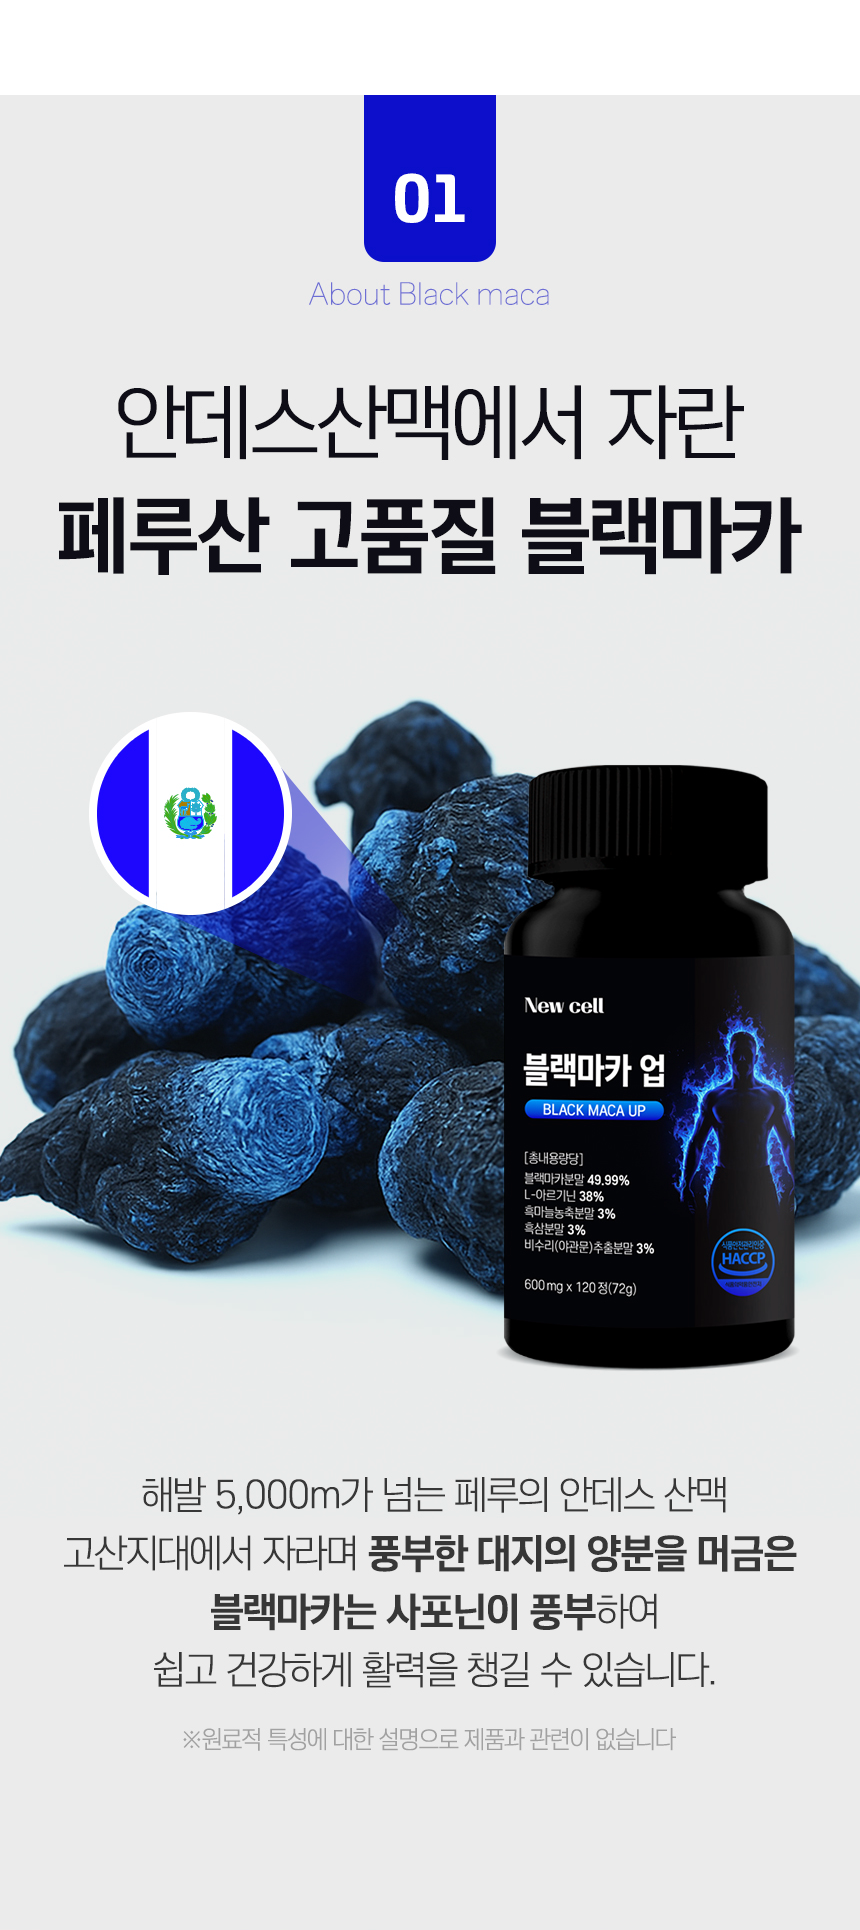 01
About Black maca
안데스산맥에서 자란
페루산 고품질 블랙마카
New cell
블랙마카 업
BLACK MACA UP
[총내용량당]
블랙마카분말 49.99%
L-아르기닌 38%
흑마늘농축분말 3%
흑삼분말 3%
비수리(야관문)추출분말 3%
600mg x 120정(72g)
식품안전관리인증
HACCP
해발 5,000m가 넘는 페루의 안데스 산맥
고산지대에서 자라며 풍부한 대지의 양분을 머금은
블랙마카는 사포닌이 풍부하여
쉽고 건강하게 활력을 챙길 수 있습니다.
※원료적 특성에 대한 설명으로 제품과 관련이 없습니다